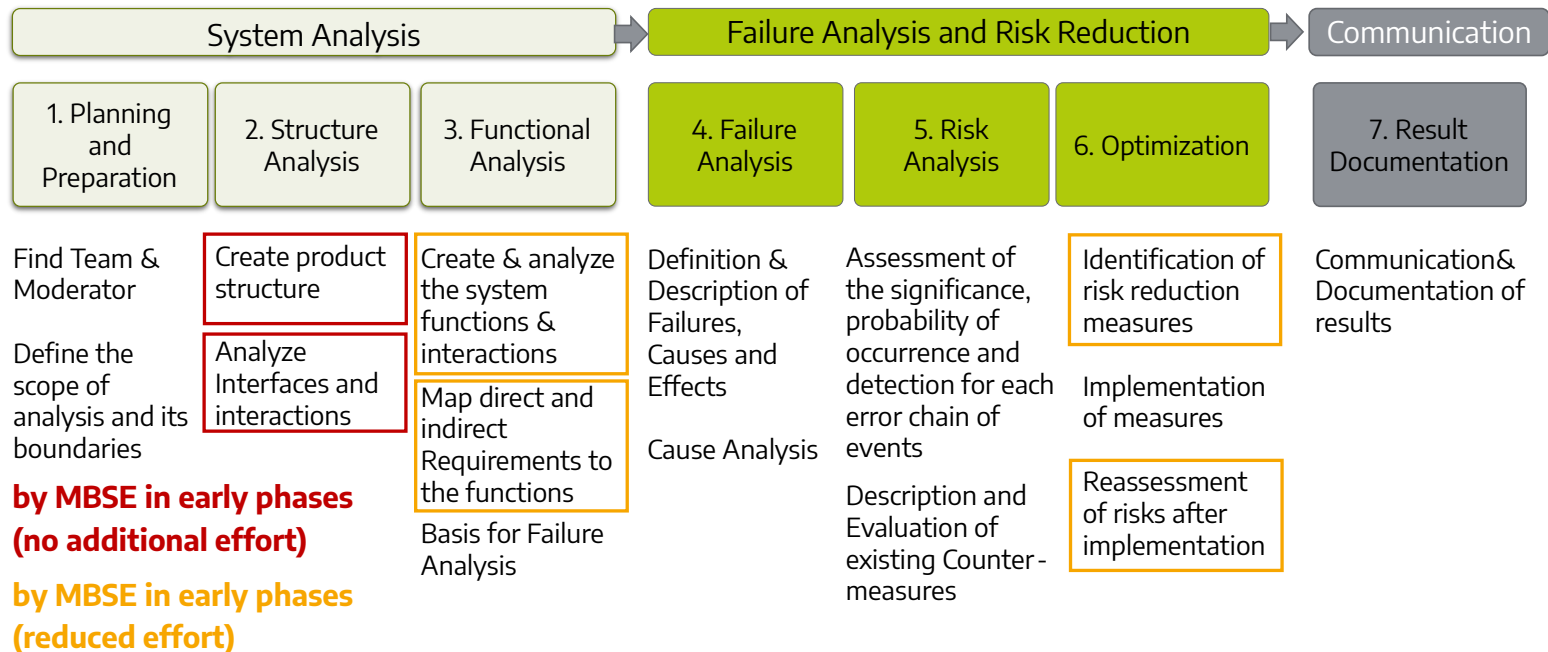 System Analysis
Failure Analysis and Risk Reduction
Communication
1. Planning
and
Preparation
2. Structure
Analysis
3. Functional
Analysis
4. Failure
Analysis
5. Risk
Analysis
6. Optimization
7. Result
Documentation
Find Team &
Moderator
Define the
scope of
analysis and its
boundaries
by MBSE in early phases
(no additional effort)
by MBSE in early phases
(reduced effort)
Create product
structure
Analyze
Interfaces and
interactions
Create & analyze
the system
functions &
interactions
Map direct and
indirect
Requirements to
the functions
Basis for Failure
Analysis
Definition &
Description of
Failures,
Causes and
Effects
Cause Analysis
Assessment of
the significance,
probability of
occurrence and
detection for each
error chain of
events
Description and
Evaluation of
existing Counter-
measures
Identification of
risk reduction
measures
Implementation
of measures
Reassessment
of risks after
implementation
Communication&
Documentation of
results